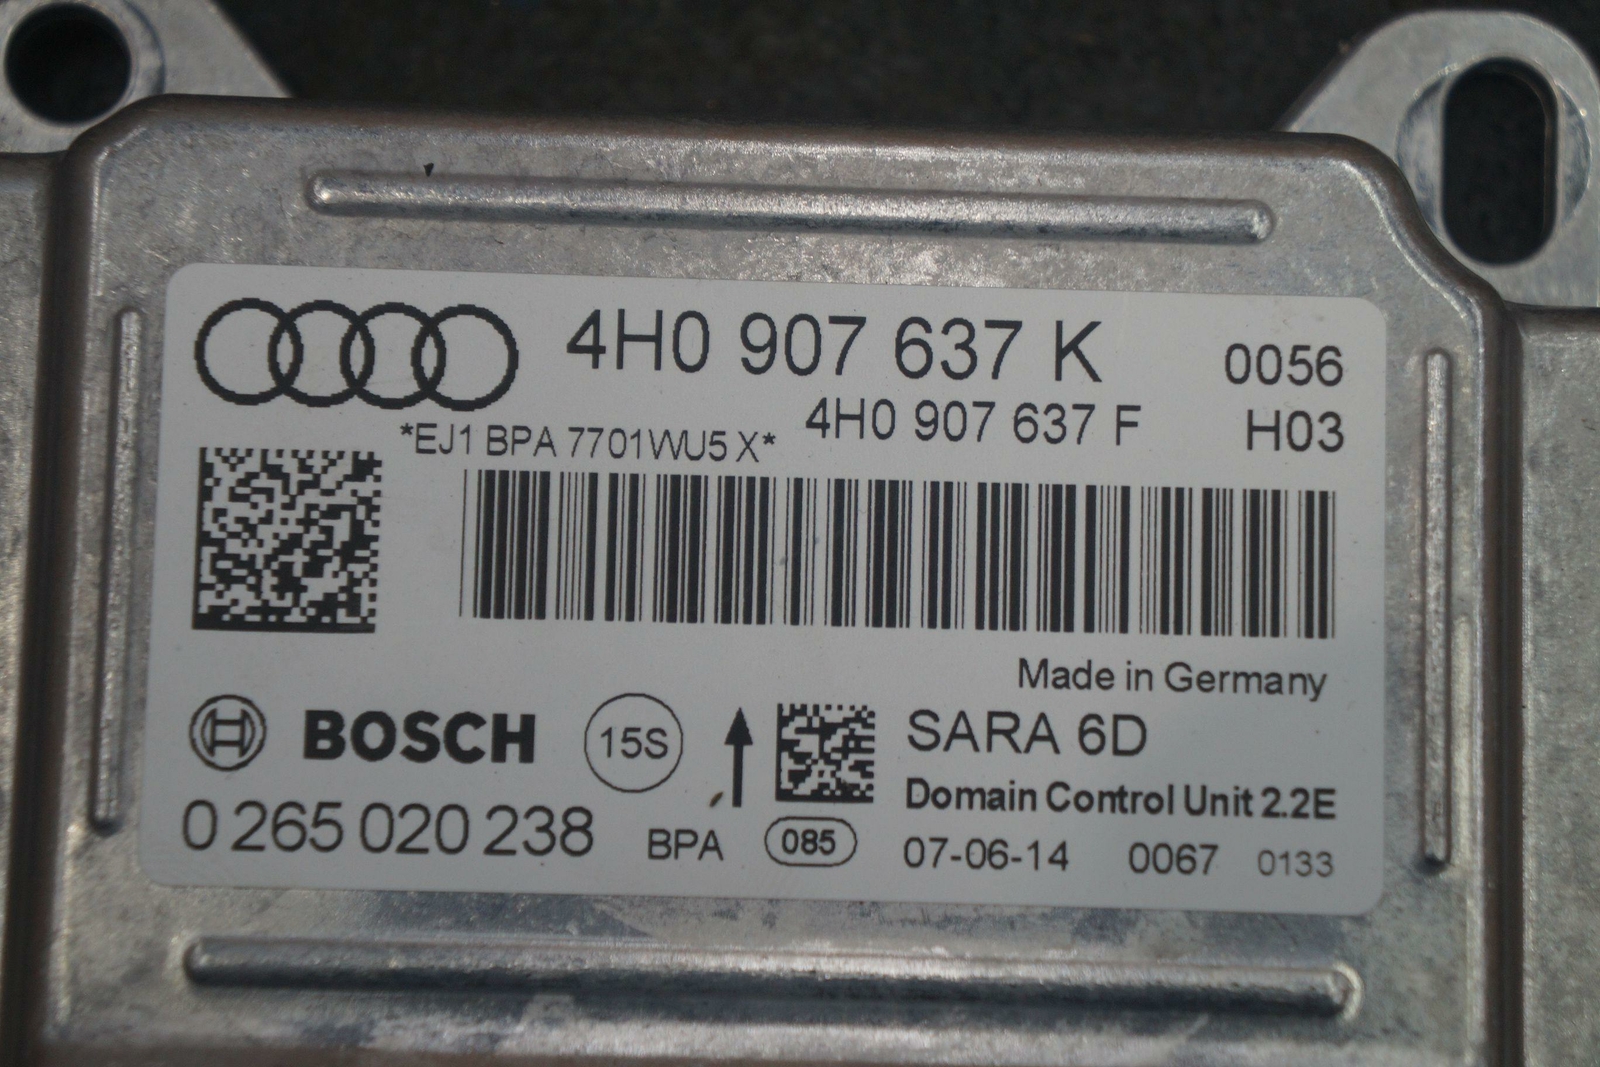 4H0 907 637 K 0056
4H0 907 637 F H03
*EJ1 BPA 7701WU5 X*
Made in Germany
BOSCH 15S SARA 6D
Domain Control Unit 2.2E
0 265 020 238 BPA 085 07-06-14 0067 0133